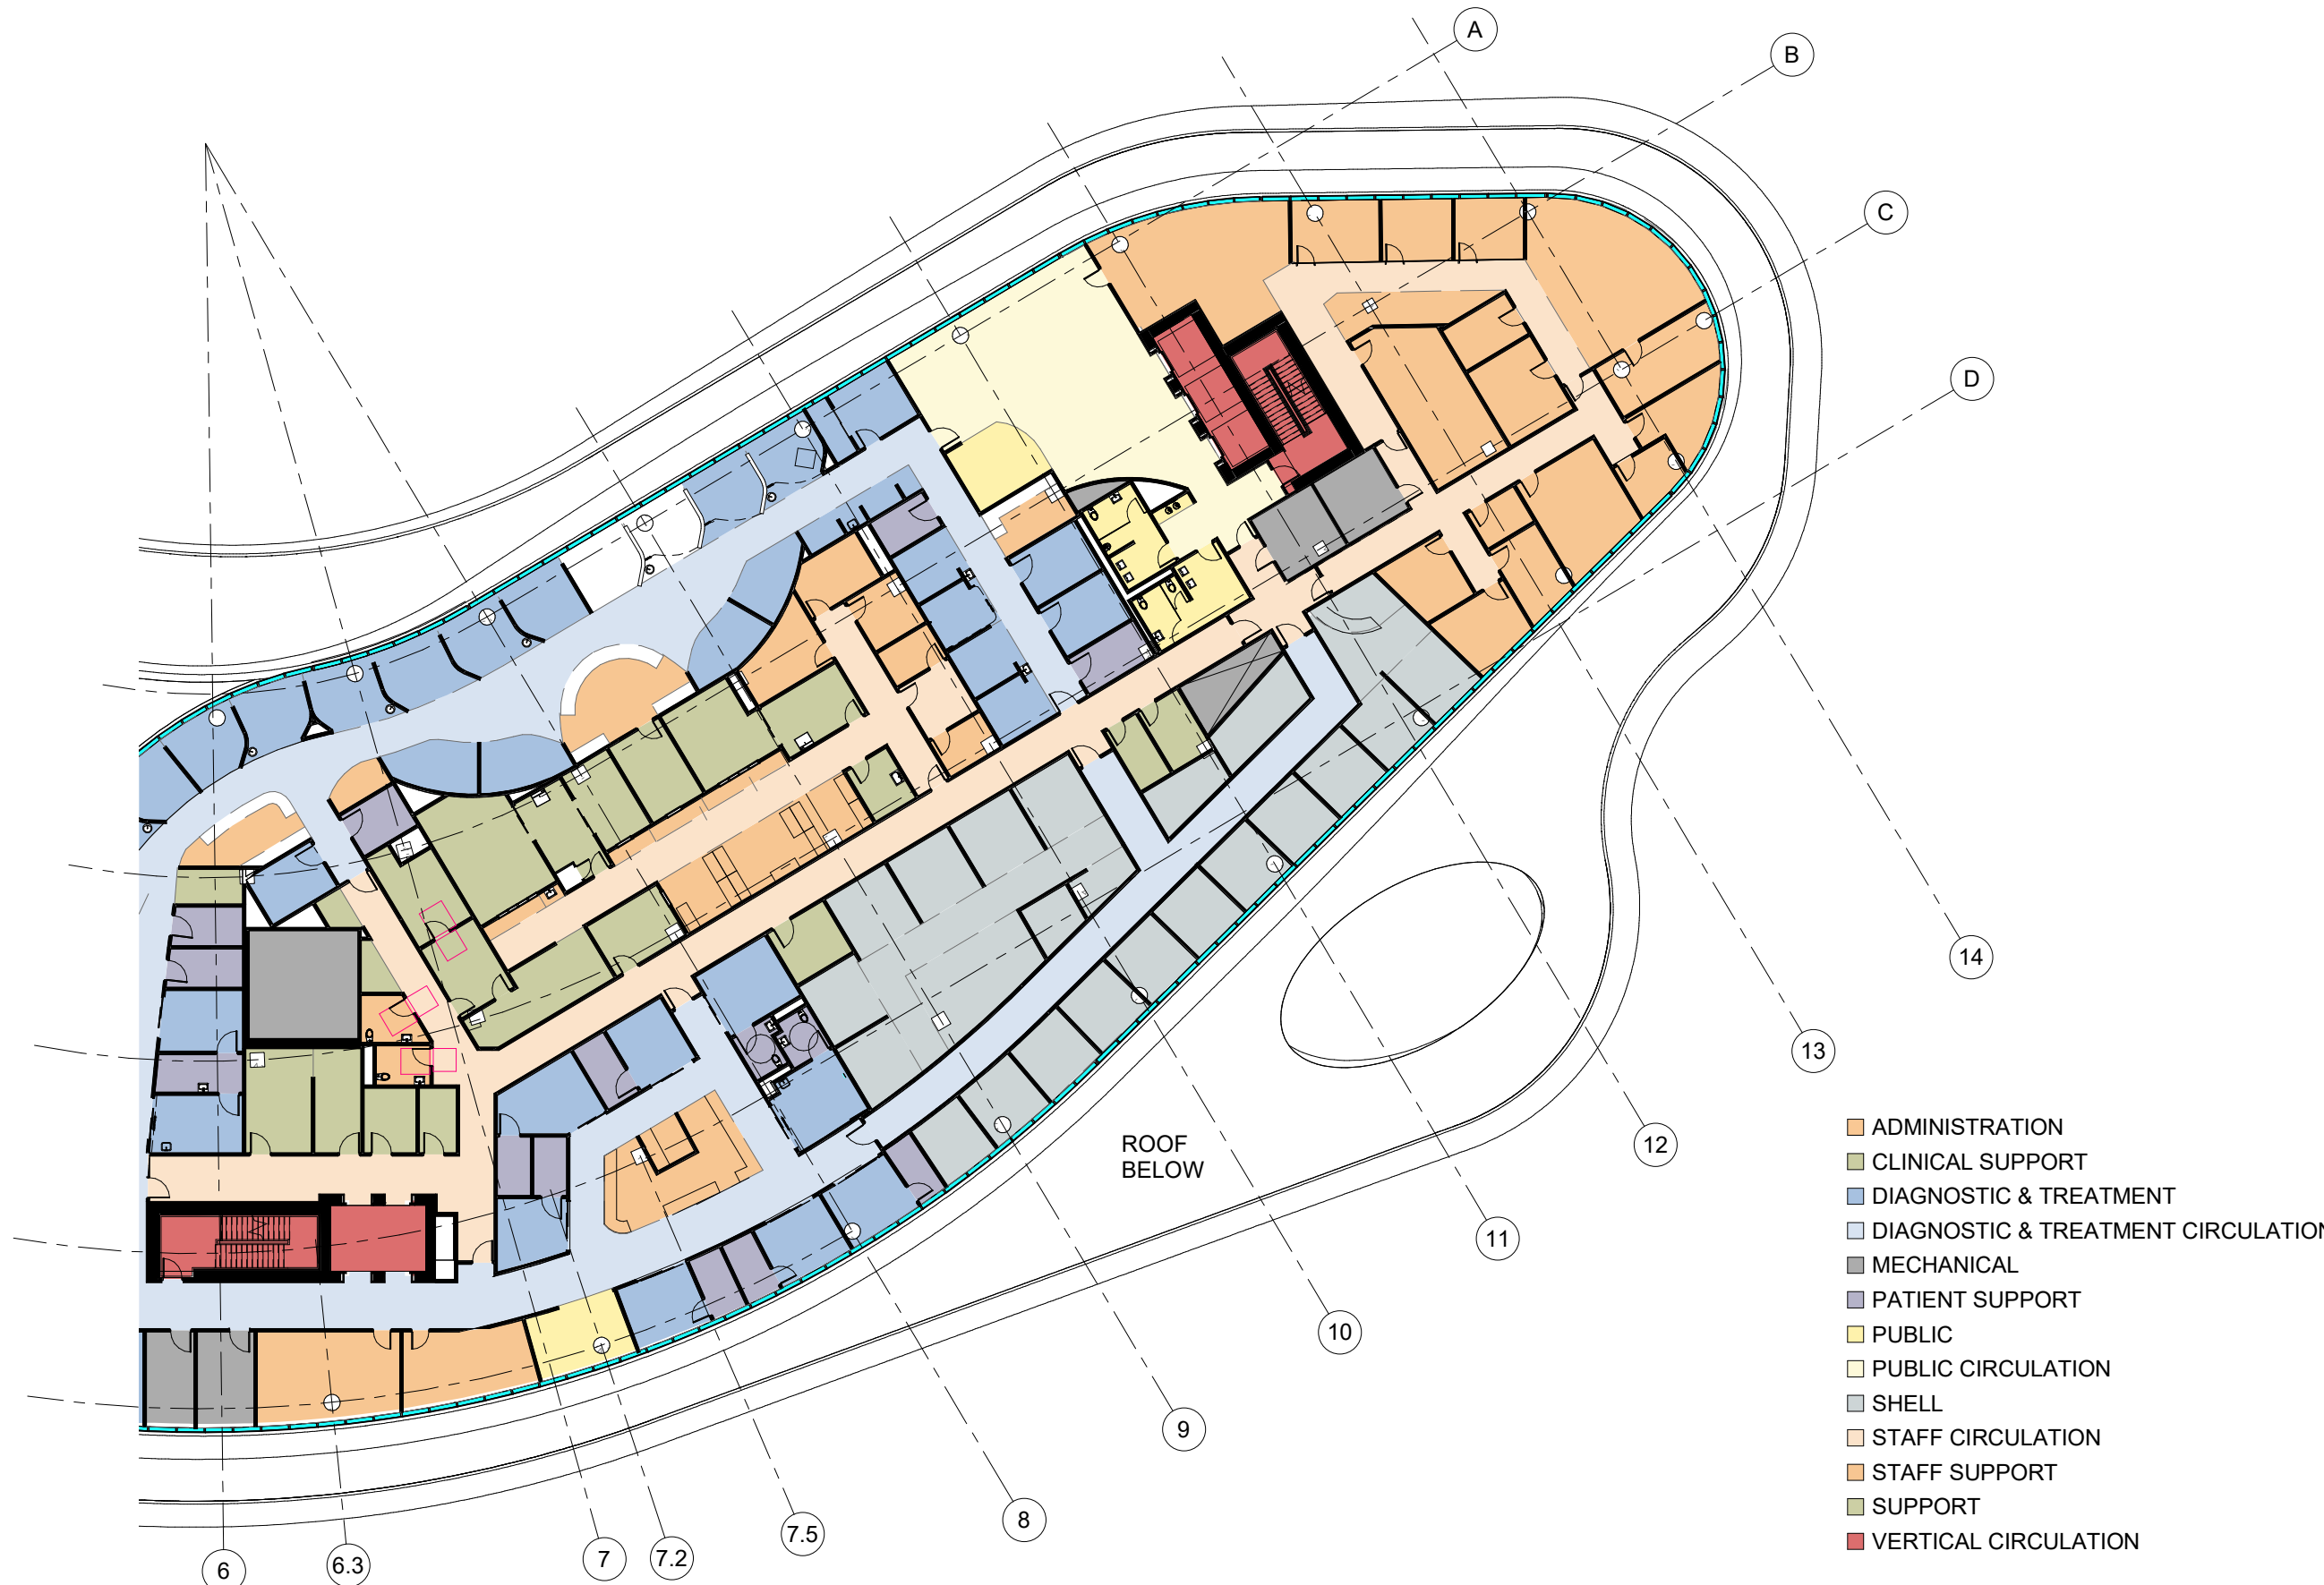 A
B
C
D
14
13
12
11
10
9
8
7.5
7.2
7
6.3
6
ROOF
BELOW
ADMINISTRATION
CLINICAL SUPPORT
DIAGNOSTIC & TREATMENT
DIAGNOSTIC & TREATMENT CIRCULATION
MECHANICAL
PATIENT SUPPORT
PUBLIC
PUBLIC CIRCULATION
SHELL
STAFF CIRCULATION
STAFF SUPPORT
SUPPORT
VERTICAL CIRCULATION